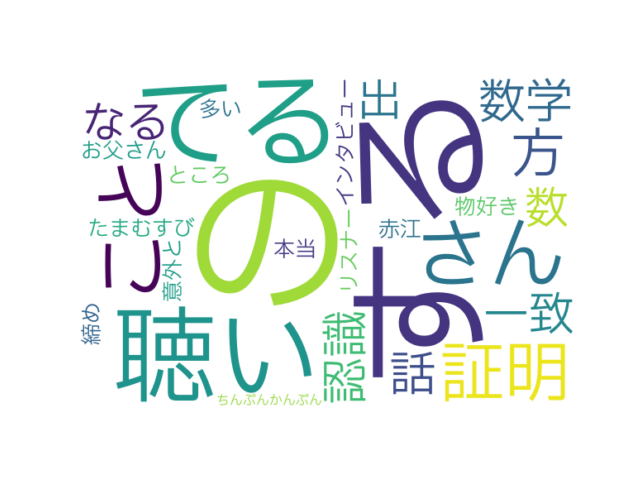 てる
多い
なる
お父さん
ところ
こと
たまむすび
意外と
締め
聴い
ちんぷんかんぷん
の
本当
インタビュー
リスナー
認識
出
する
赤江
話
数学
方
物好き
数
さん
一致
証明